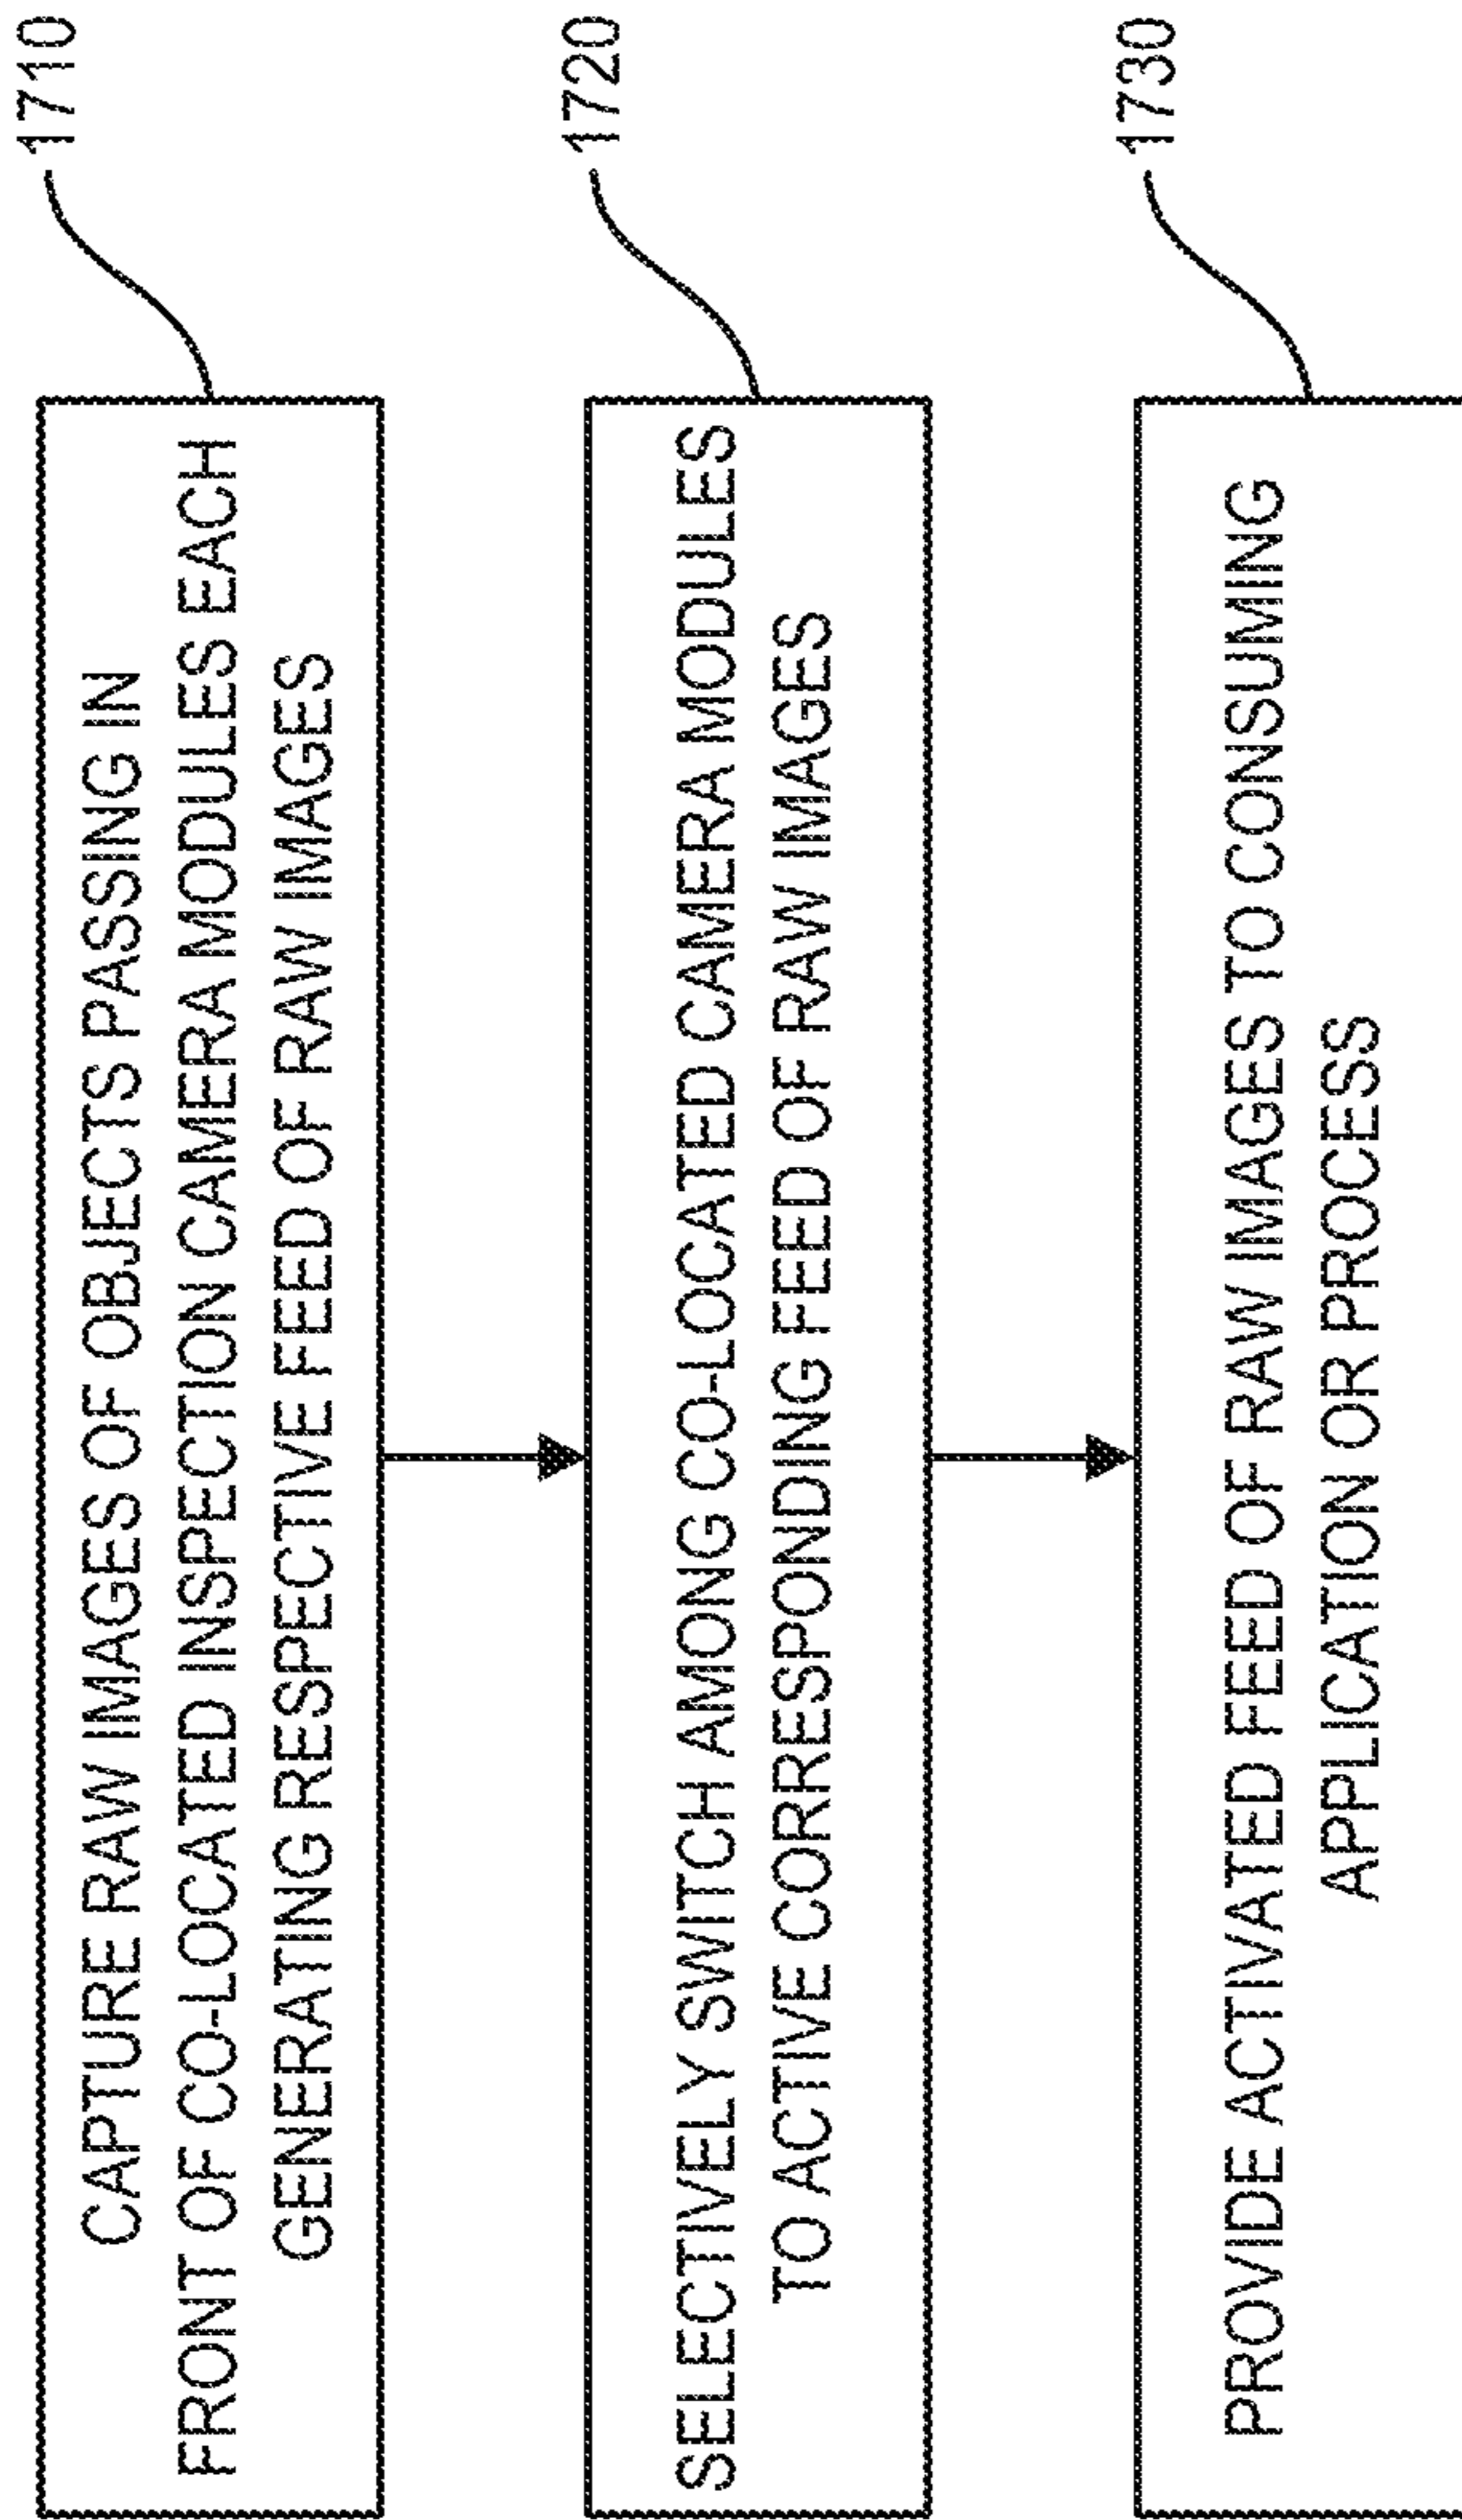 CAPTURE RAW IMAGES OF OBJECTS PASSING IN
FRONT OF CO-LOCATED INSPECTION CAMERA MODULES EACH
GENERATING RESPECTIVE FEED OF RAW IMAGES
1710
SELECTIVELY SWITCH AMONG CO-LOCATED CAMERA MODULES
TO ACTIVE CORRESPONDING FEED OF RAW IMAGES
1720
PROVIDE ACTIVATED FEED OF RAW IMAGES TO CONSUMING
APPLICATION OR PROCESS
1730